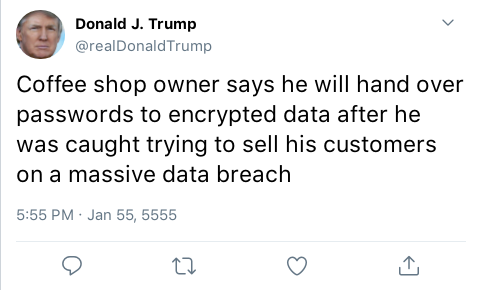 Donald J. Trump
@realDonaldTrump
Coffee shop owner says he will hand over
passwords to encrypted data after he
was caught trying to sell his customers
on a massive data breach
5:55 PM · Jan 55, 5555